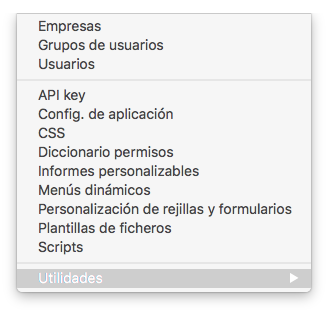 Empresas
Grupos de usuarios
Usuarios
API key
Config. de aplicación
CSS
Diccionario permisos
Informes personalizables
Menús dinámicos
Personalización de rejillas y formularios
Plantillas de ficheros
Scripts
Utilidades